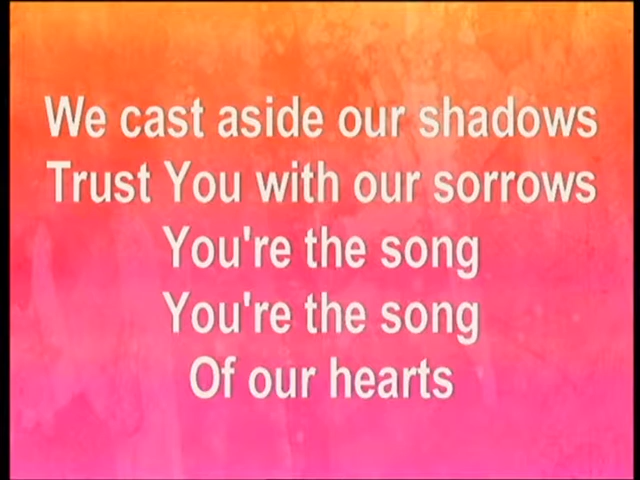 We cast aside our shadows
Trust You with our sorrows
You're the song
You're the song
Of our hearts